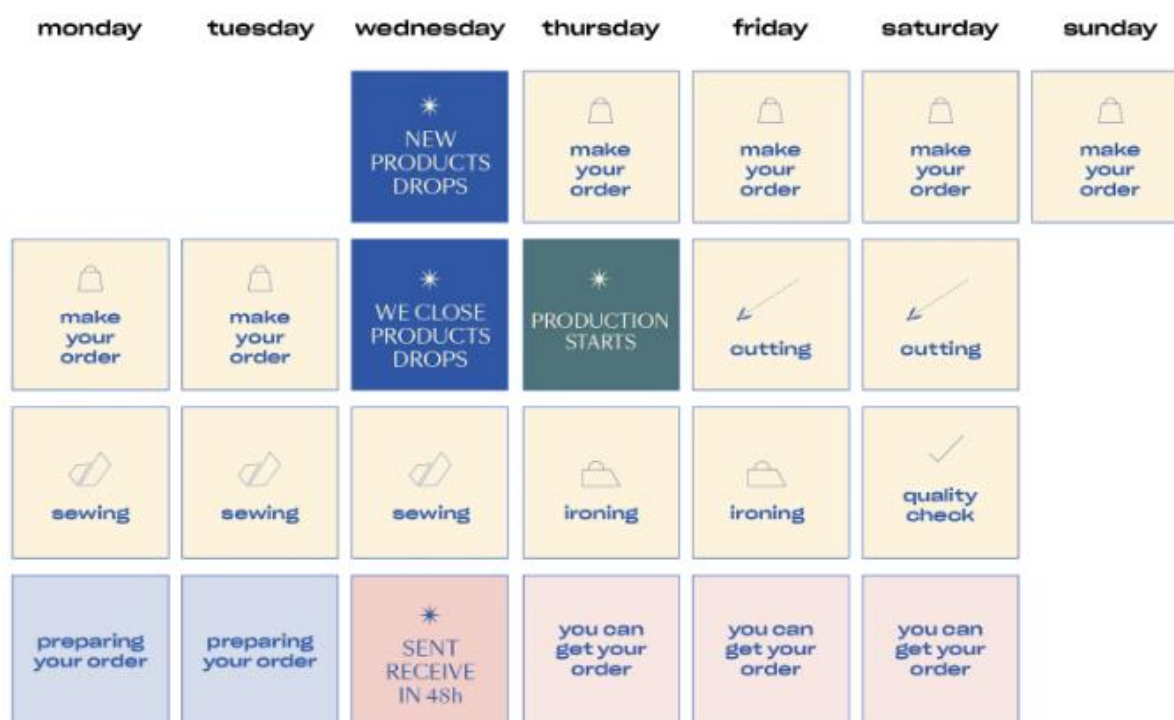 monday tuesday wednesday thursday friday saturday sunday
NEW
PRODUCTS
DROPS
make
your
order
make
your
order
make
your
order
make
your
order
make
your
order
make
your
order
WE CLOSE
PRODUCTS
DROPS
PRODUCTION
STARTS
cutting
cutting
sewing
sewing
sewing
ironing
ironing
quality
check
preparing
your order
preparing
your order
SENT
RECEIVE
IN 48h
you can
get your
order
you can
get your
order
you can
get your
order